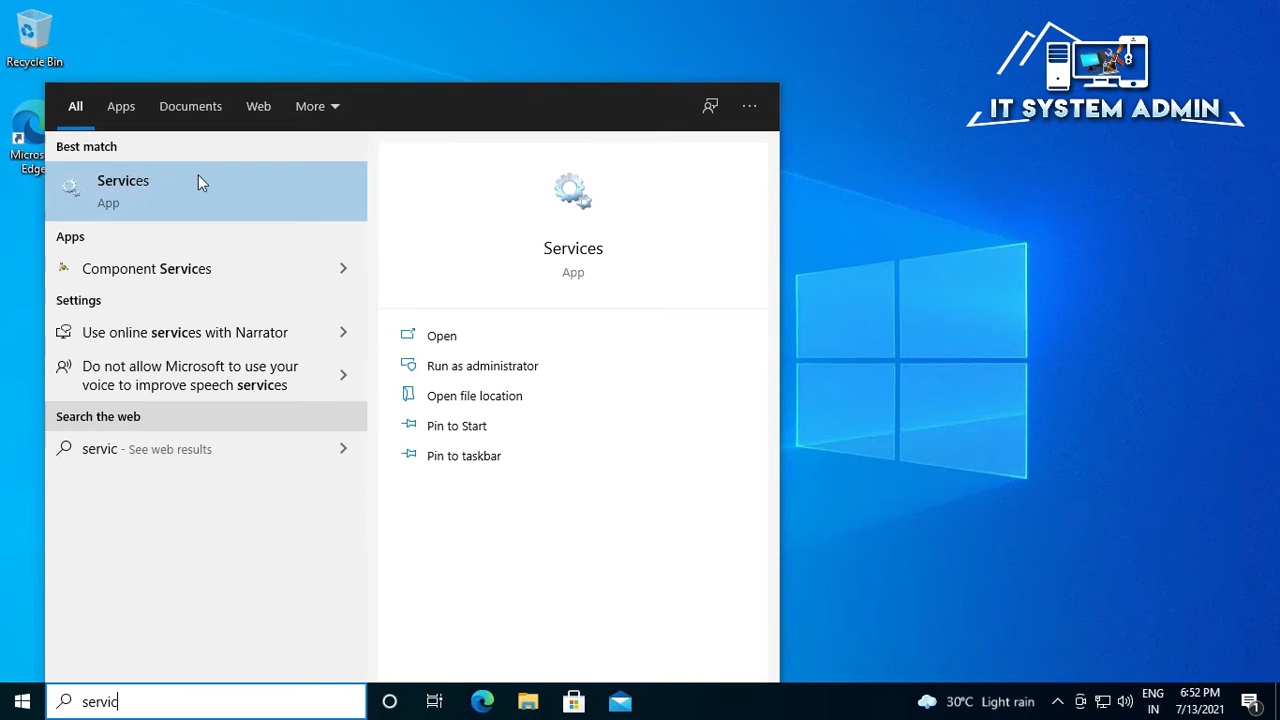 Recycle Bin
IT SYSTEM ADMIN
Micros
Edge
All Apps Documents Web More
Best match
Services
App
Apps
Component Services
Settings
Use online services with Narrator
Do not allow Microsoft to use your
voice to improve speech services
Search the web
servic - See web results
Services
App
Open
Run as administrator
Open file location
Pin to Start
Pin to taskbar
servic
30°C Light rain
ENG
IN
6:52 PM
7/13/2021
1